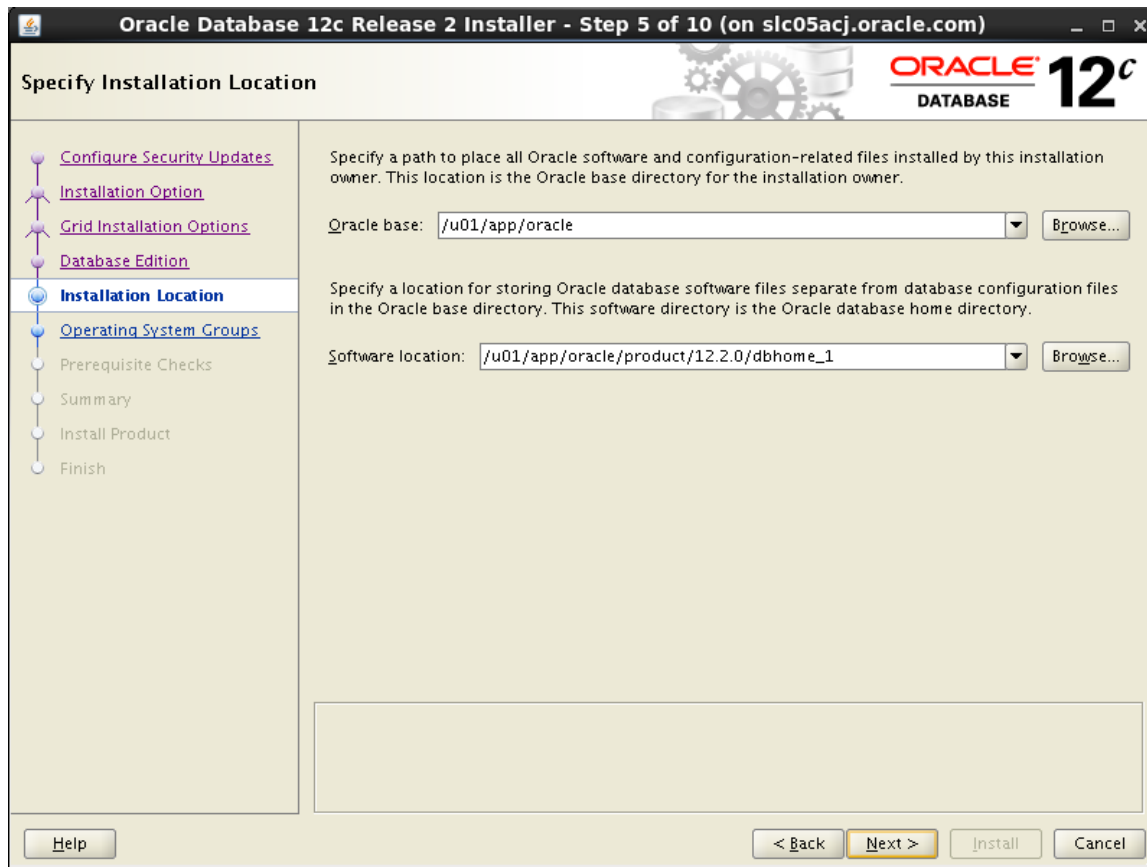 Oracle Database 12c Release 2 Installer - Step 5 of 10 (on slc05acj.oracle.com)
Specify Installation Location
ORACLE
DATABASE
12c
Configure Security Updates
Installation Option
Grid Installation Options
Database Edition
Installation Location
Operating System Groups
Prerequisite Checks
Summary
Install Product
Finish
Specify a path to place all Oracle software and configuration-related files installed by this installation
owner. This location is the Oracle base directory for the installation owner.
Oracle base: /u01/app/oracle Browse...
Specify a location for storing Oracle database software files separate from database configuration files
in the Oracle base directory. This software directory is the Oracle database home directory.
Software location: /u01/app/oracle/product/12.2.0/dbhome_1 Browse...
Help < Back Next > Install Cancel